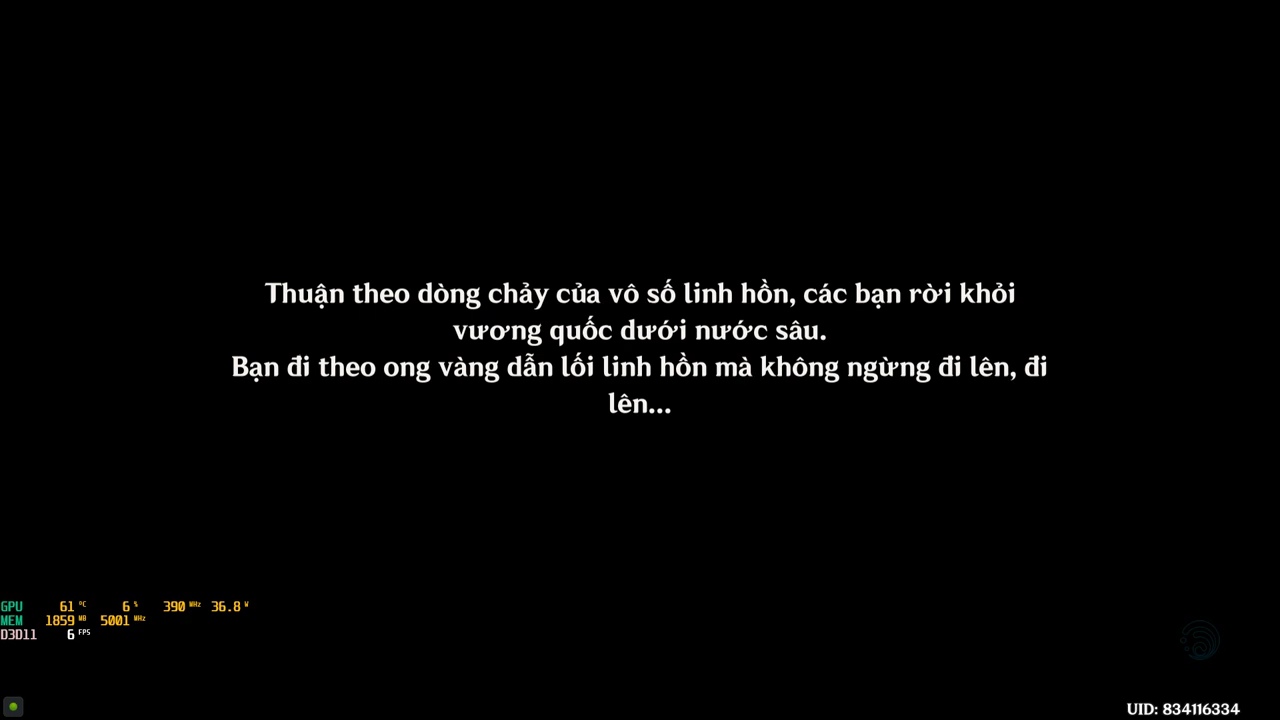 Thuận theo dòng chảy của vô số linh hồn, các bạn rời khỏi
vương quốc dưới nước sâu.
Bạn đi theo ong vàng dẫn lối linh hồn mà không ngừng đi lên, đi
lên...
GPU 61 °C 6 % 390 MHz 36.8 W
MEM 1859 MB 5001 MHz
D3D11 6 FPS
UID: 834116334